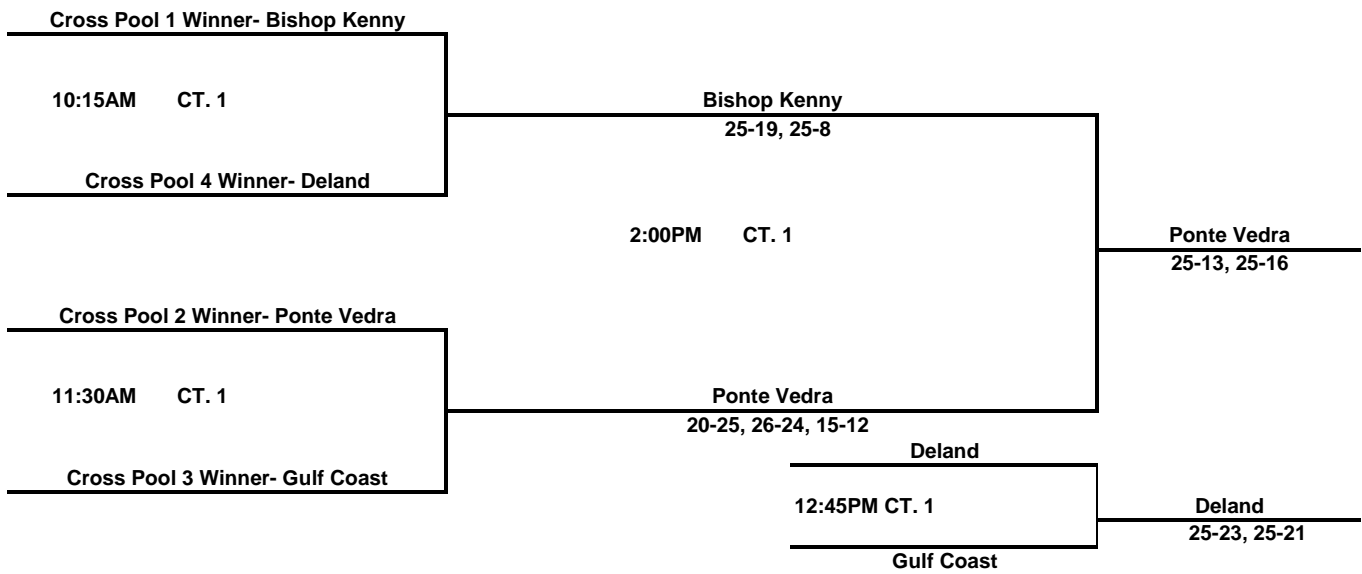 Cross Pool 1 Winner- Bishop Kenny
10:15AM CT. 1
Bishop Kenny
25-19, 25-8
Cross Pool 4 Winner- Deland
2:00PM CT. 1
Ponte Vedra
25-13, 25-16
Cross Pool 2 Winner- Ponte Vedra
11:30AM CT. 1
Ponte Vedra
20-25, 26-24, 15-12
Deland
Cross Pool 3 Winner- Gulf Coast
12:45PM CT. 1
Deland
25-23, 25-21
Gulf Coast